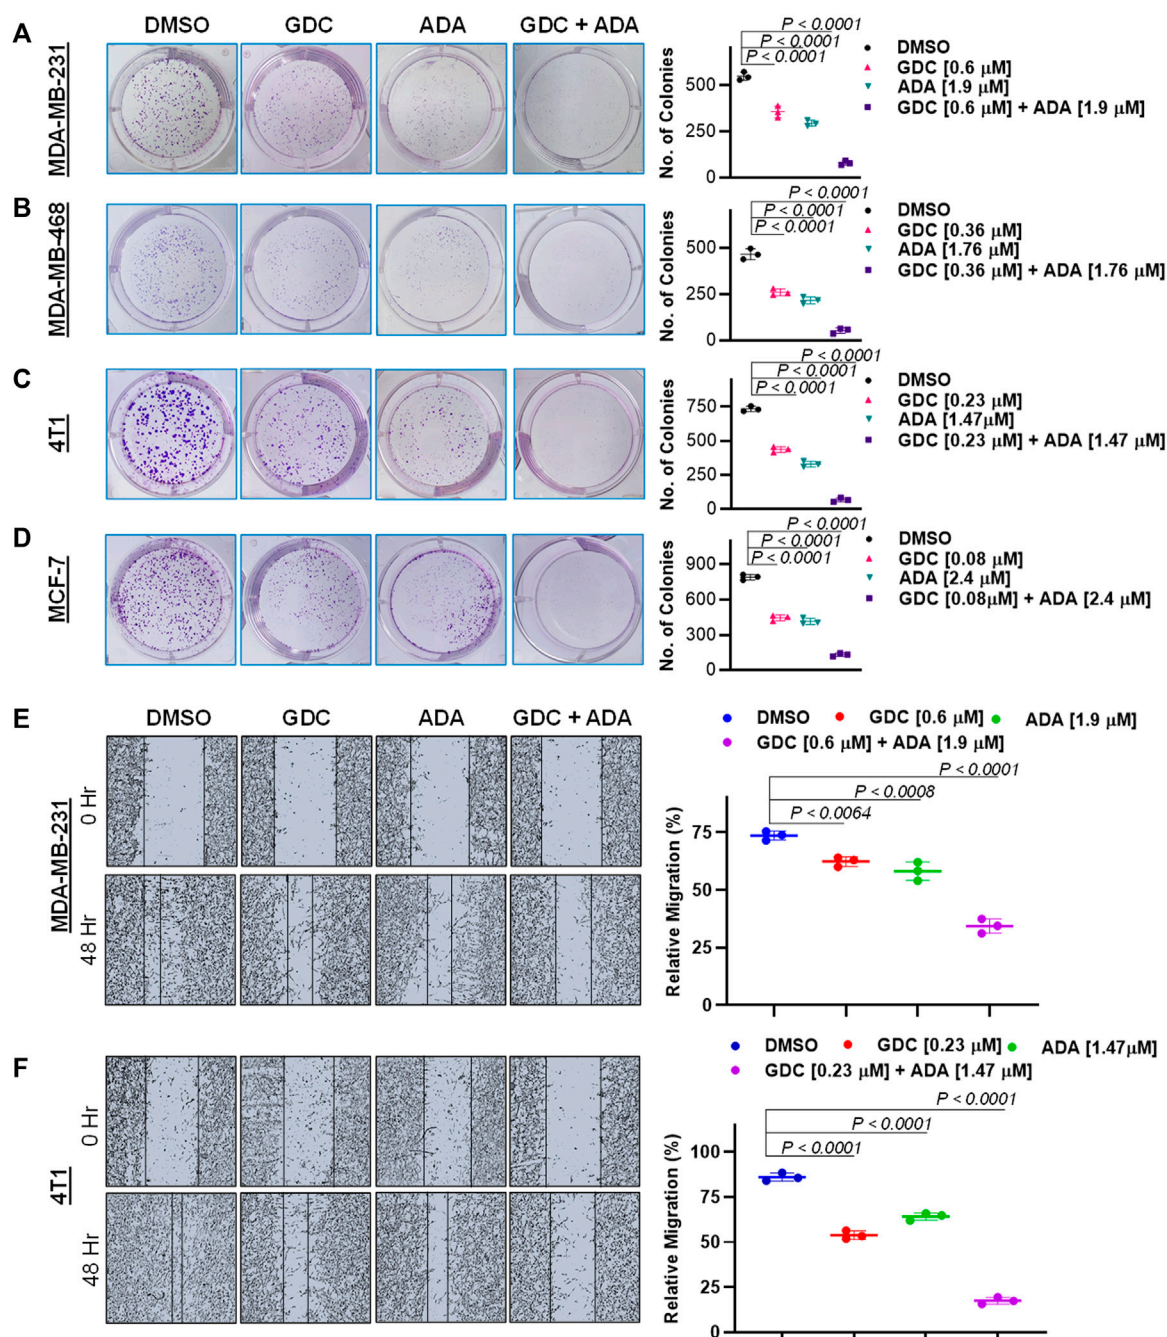 A
DMSO GDC ADA GDC + ADA
MDA-MB-231
No. of Colonies
500
250
0
P < 0.0001
P < 0.0001
P < 0.0001
DMSO
GDC [0.6 μM]
ADA [1.9 μM]
GDC [0.6 μM] + ADA [1.9 μM]
B
MDA-MB-468
No. of Colonies
500
250
0
P < 0.0001
P < 0.0001
P < 0.0001
DMSO
GDC [0.36 μM]
ADA [1.76 μM]
GDC [0.36 μM] + ADA [1.76 μM]
C
4T1
No. of Colonies
750
500
250
0
P < 0.0001
P < 0.0001
P < 0.0001
DMSO
GDC [0.23 μM]
ADA [1.47μM]
GDC [0.23 μM] + ADA [1.47 μM]
D
MCF-7
No. of Colonies
900
600
300
0
P < 0.0001
P < 0.0001
P < 0.0001
DMSO
GDC [0.08 μM]
ADA [2.4 μM]
GDC [0.08μM] + ADA [2.4 μM]
E
DMSO GDC ADA GDC + ADA
MDA-MB-231
0 Hr
48 Hr
DMSO GDC [0.6 μM] ADA [1.9 μM]
GDC [0.6 μM] + ADA [1.9 μM]
P < 0.0001
P < 0.0008
P < 0.0064
Relative Migration (%)
75
50
25
0
F
4T1
0 Hr
48 Hr
DMSO GDC [0.23 μM] ADA [1.47μM]
GDC [0.23 μM] + ADA [1.47 μM]
P < 0.0001
P < 0.0001
P < 0.0001
Relative Migration (%)
100
75
50
25
0